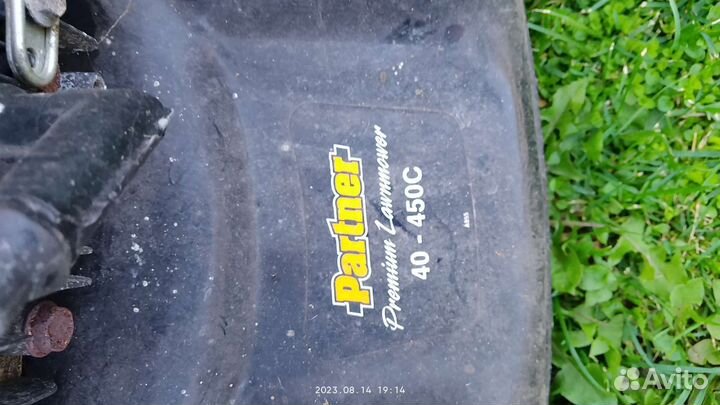 Partner
Premium Lawnmower
40 - 450C
2023.08.14 19:14
Avito